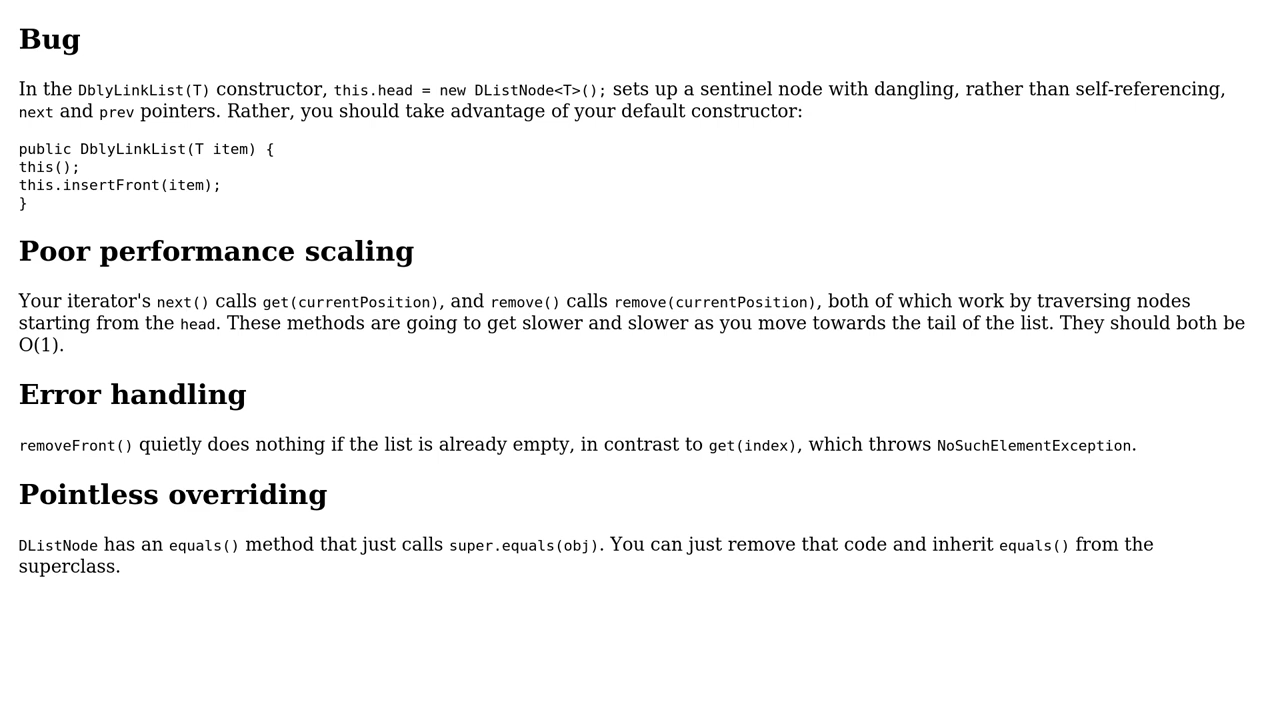 Bug
In the DblyLinkList(T) constructor, this.head = new DListNode<T>(); sets up a sentinel node with dangling, rather than self-referencing,
next and prev pointers. Rather, you should take advantage of your default constructor:
public DblyLinkList(T item) {
this();
this.insertFront(item);
}
Poor performance scaling
Your iterator's next() calls get(currentPosition), and remove() calls remove(currentPosition), both of which work by traversing nodes
starting from the head. These methods are going to get slower and slower as you move towards the tail of the list. They should both be
O(1).
Error handling
removeFront() quietly does nothing if the list is already empty, in contrast to get(index), which throws NoSuchElementException.
Pointless overriding
DListNode has an equals() method that just calls super.equals(obj). You can just remove that code and inherit equals() from the
superclass.